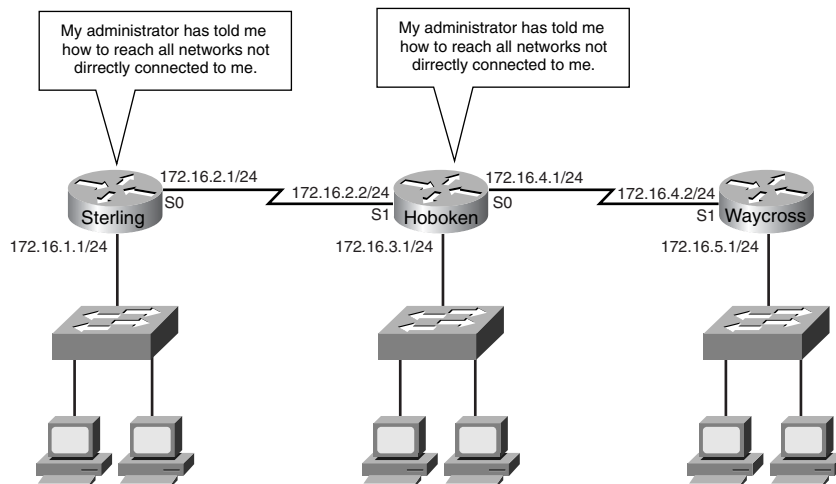 My administrator has told me
how to reach all networks not
dirrectly connected to me.
My administrator has told me
how to reach all networks not
dirrectly connected to me.
172.16.2.1/24
172.16.2.2/24
172.16.4.1/24
172.16.4.2/24
S0
S1
S0
S1
Sterling
Hoboken
Waycross
172.16.1.1/24
172.16.3.1/24
172.16.5.1/24